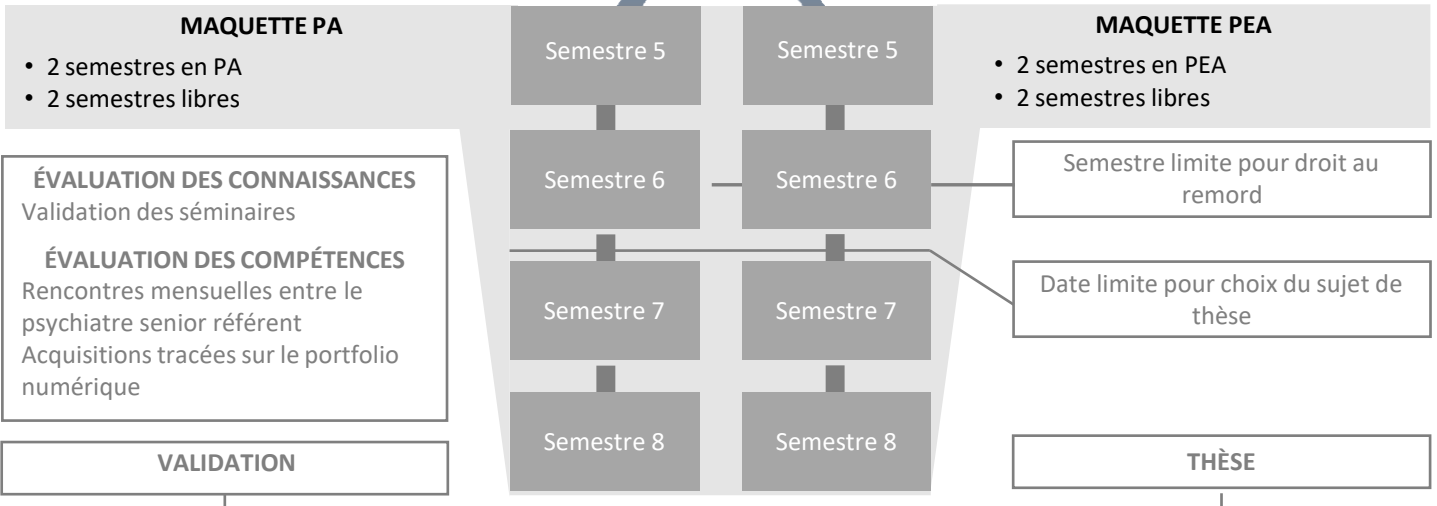 MAQUETTE PA
• 2 semestres en PA
• 2 semestres libres
Semestre 5
Semestre 5
MAQUETTE PEA
• 2 semestres en PEA
• 2 semestres libres
ÉVALUATION DES CONNAISSANCES
Validation des séminaires
ÉVALUATION DES COMPÉTENCES
Rencontres mensuelles entre le
psychiatre senior référent
Acquisitions tracées sur le portfolio
numérique
Semestre 6
Semestre 6
Semestre limite pour droit au
remord
Semestre 7
Semestre 7
Date limite pour choix du sujet de
thèse
Semestre 8
Semestre 8
VALIDATION
THÈSE